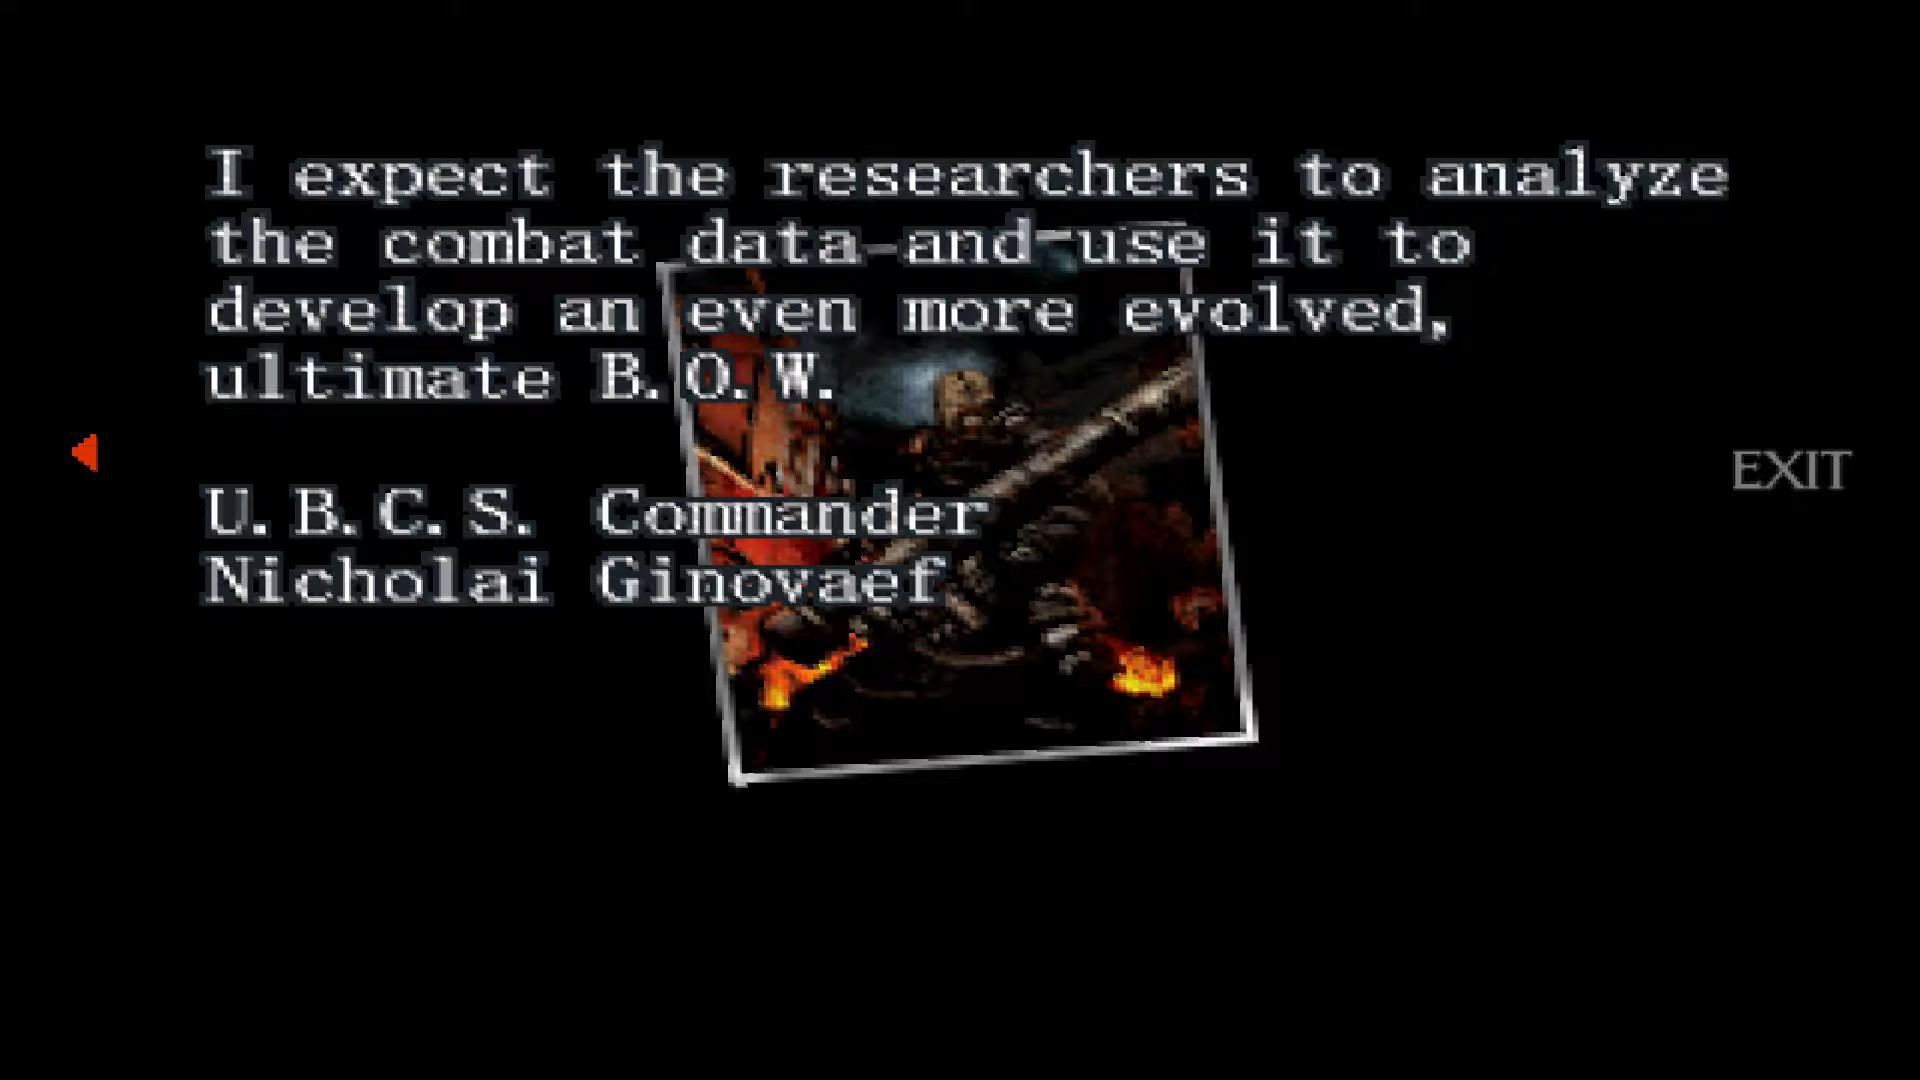 I expect the researchers to analyze
the combat data and use it to
develop an even more evolved,
ultimate B.O.W.
U.B.C.S. Commander
Nicholai Ginovaef
EXIT